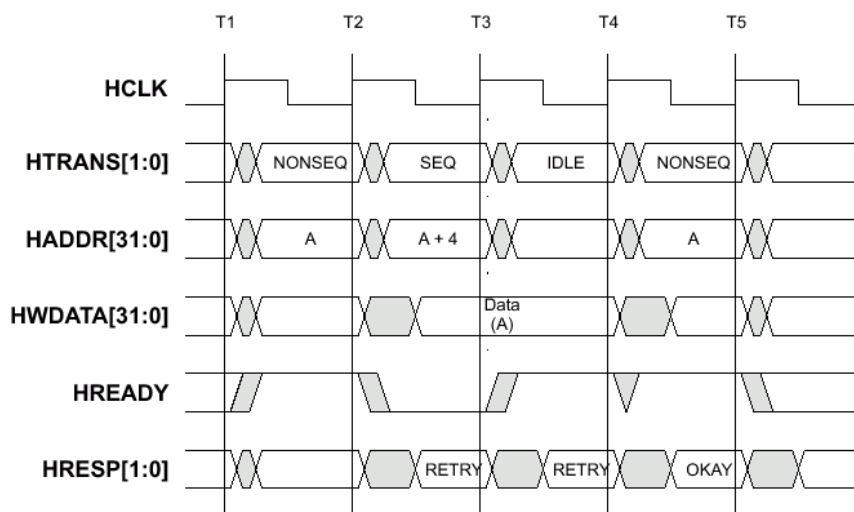 T1 T2 T3 T4 T5
HCLK
HTRANS[1:0] NONSEQ SEQ IDLE NONSEQ
HADDR[31:0] A A + 4 A
HWDATA[31:0] Data
(A)
HREADY
HRESP[1:0] RETRY RETRY OKAY